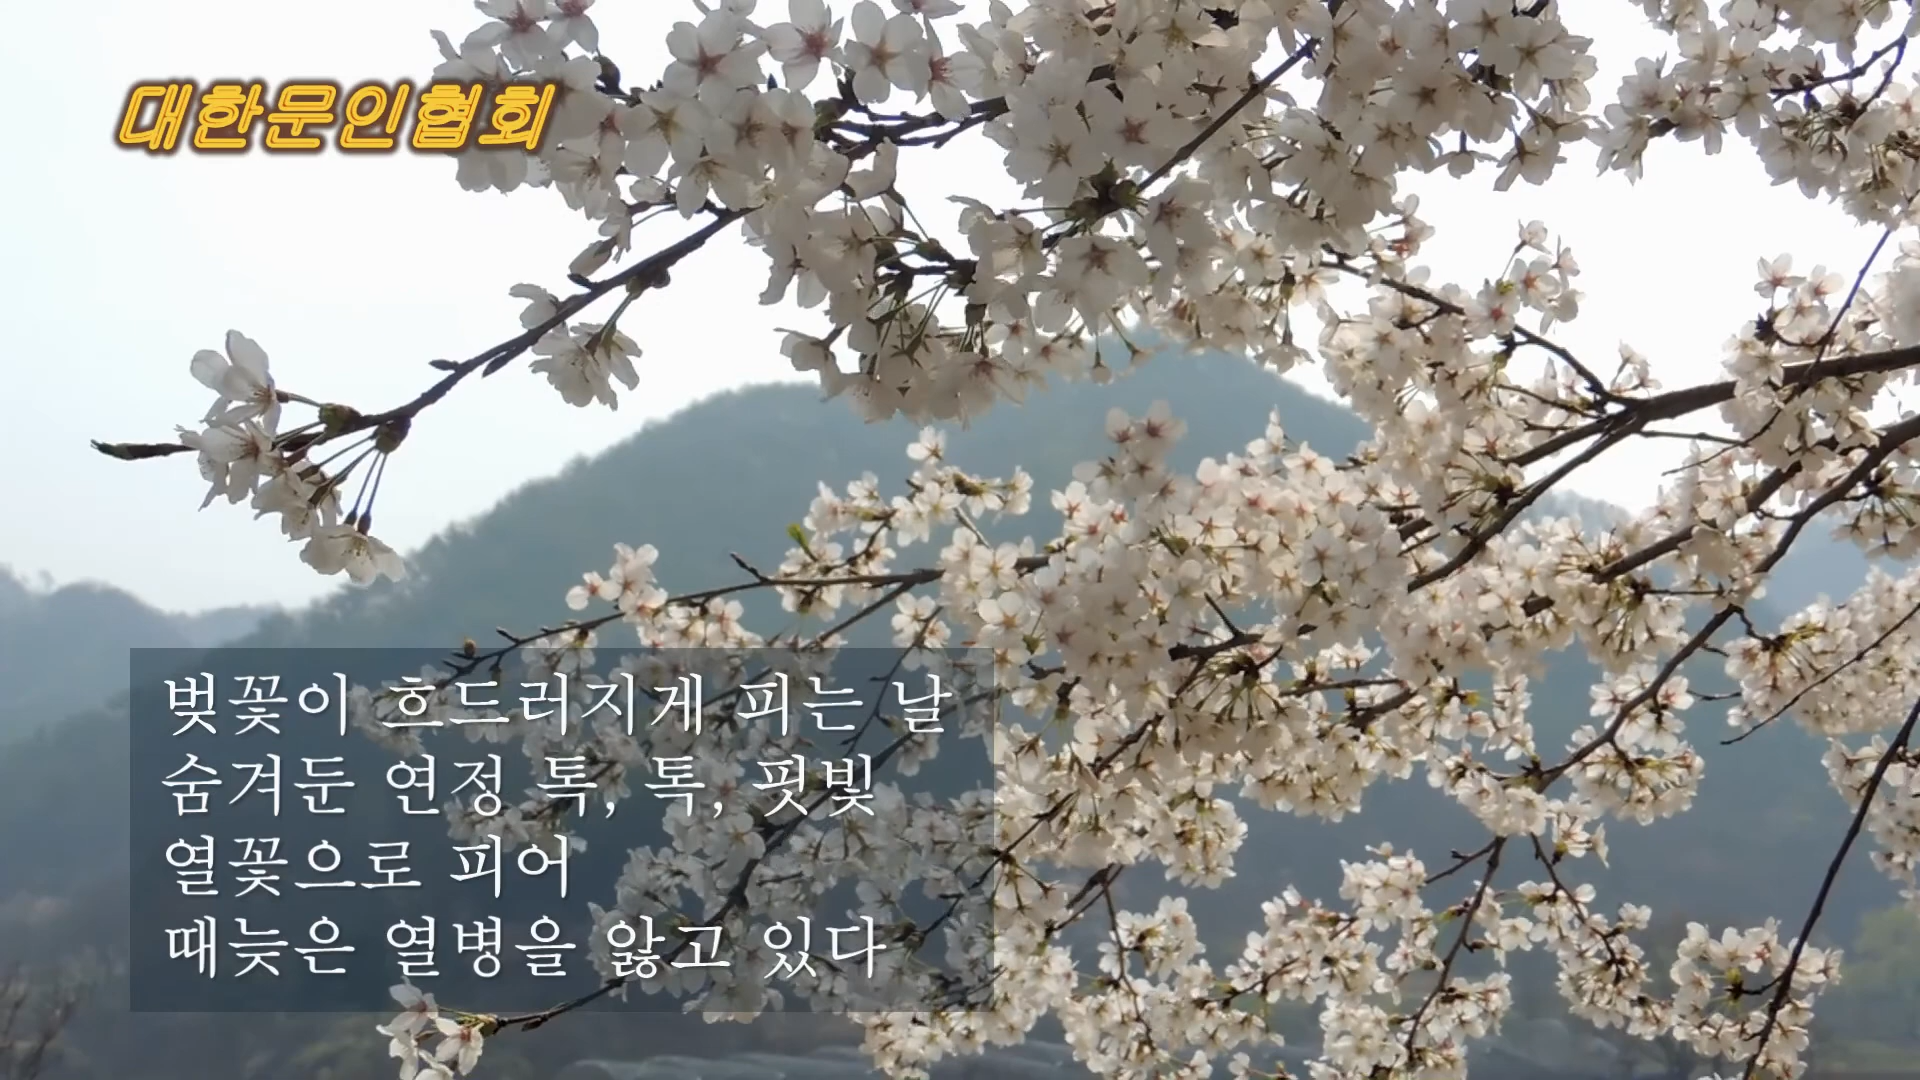 대한문인협회
벚꽃이 흐드러지게 피는 날
숨겨둔 연정 톡, 톡, 핏빛
열꽃으로 피어
때늦은 열병을 앓고 있다